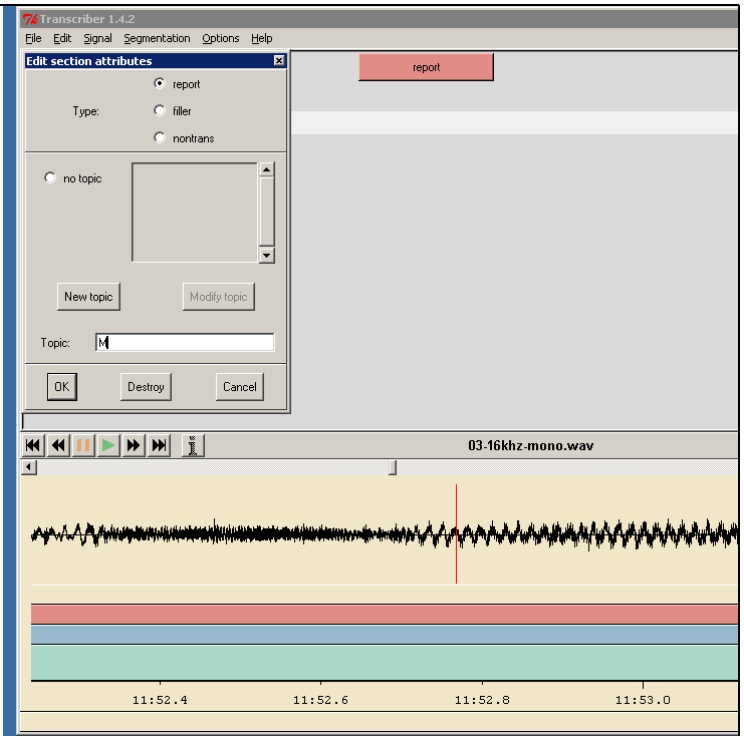 Transcriber 1.4.2
File Edit Signal Segmentation Options Help
Edit section attributes
report
report
Type:
filler
nontrans
no topic
New topic
Modify topic
Topic:
M
OK
Destroy
Cancel
03-16khz-mono.wav
11:52.4 11:52.6 11:52.8 11:53.0